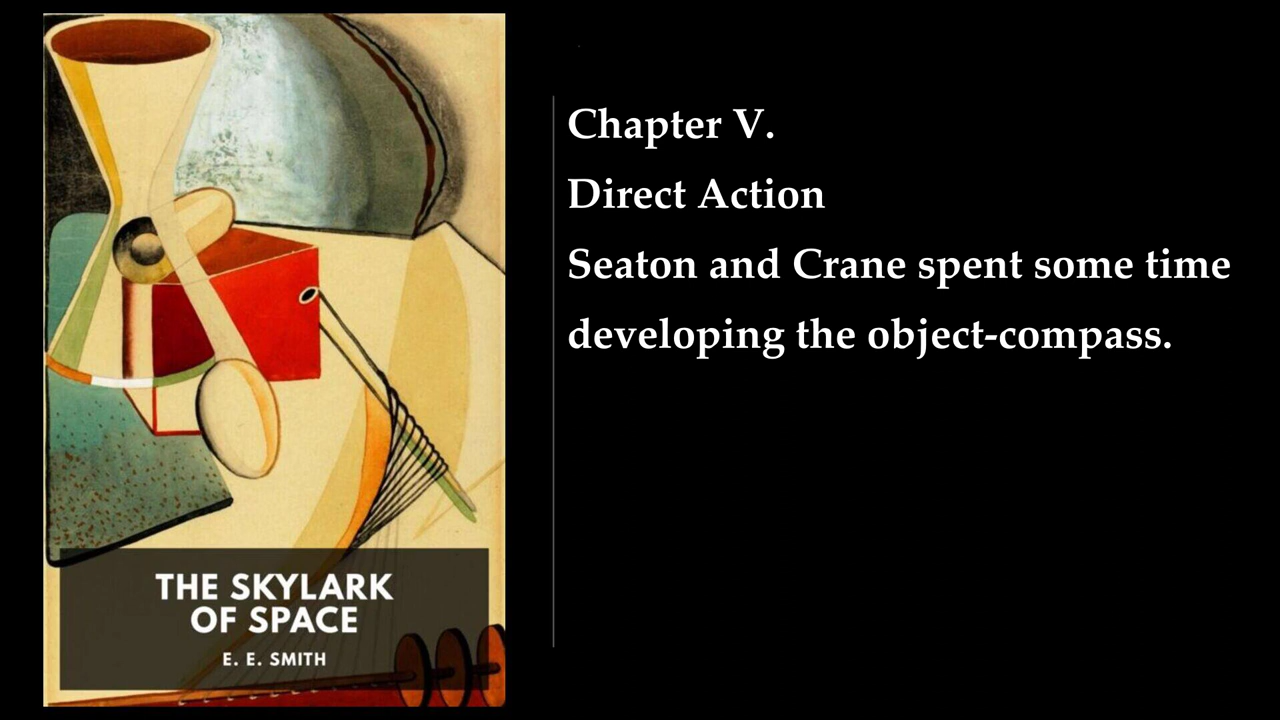 Chapter V.
Direct Action
Seaton and Crane spent some time
developing the object-compass.
THE SKYLARK
OF SPACE
E. E. SMITH